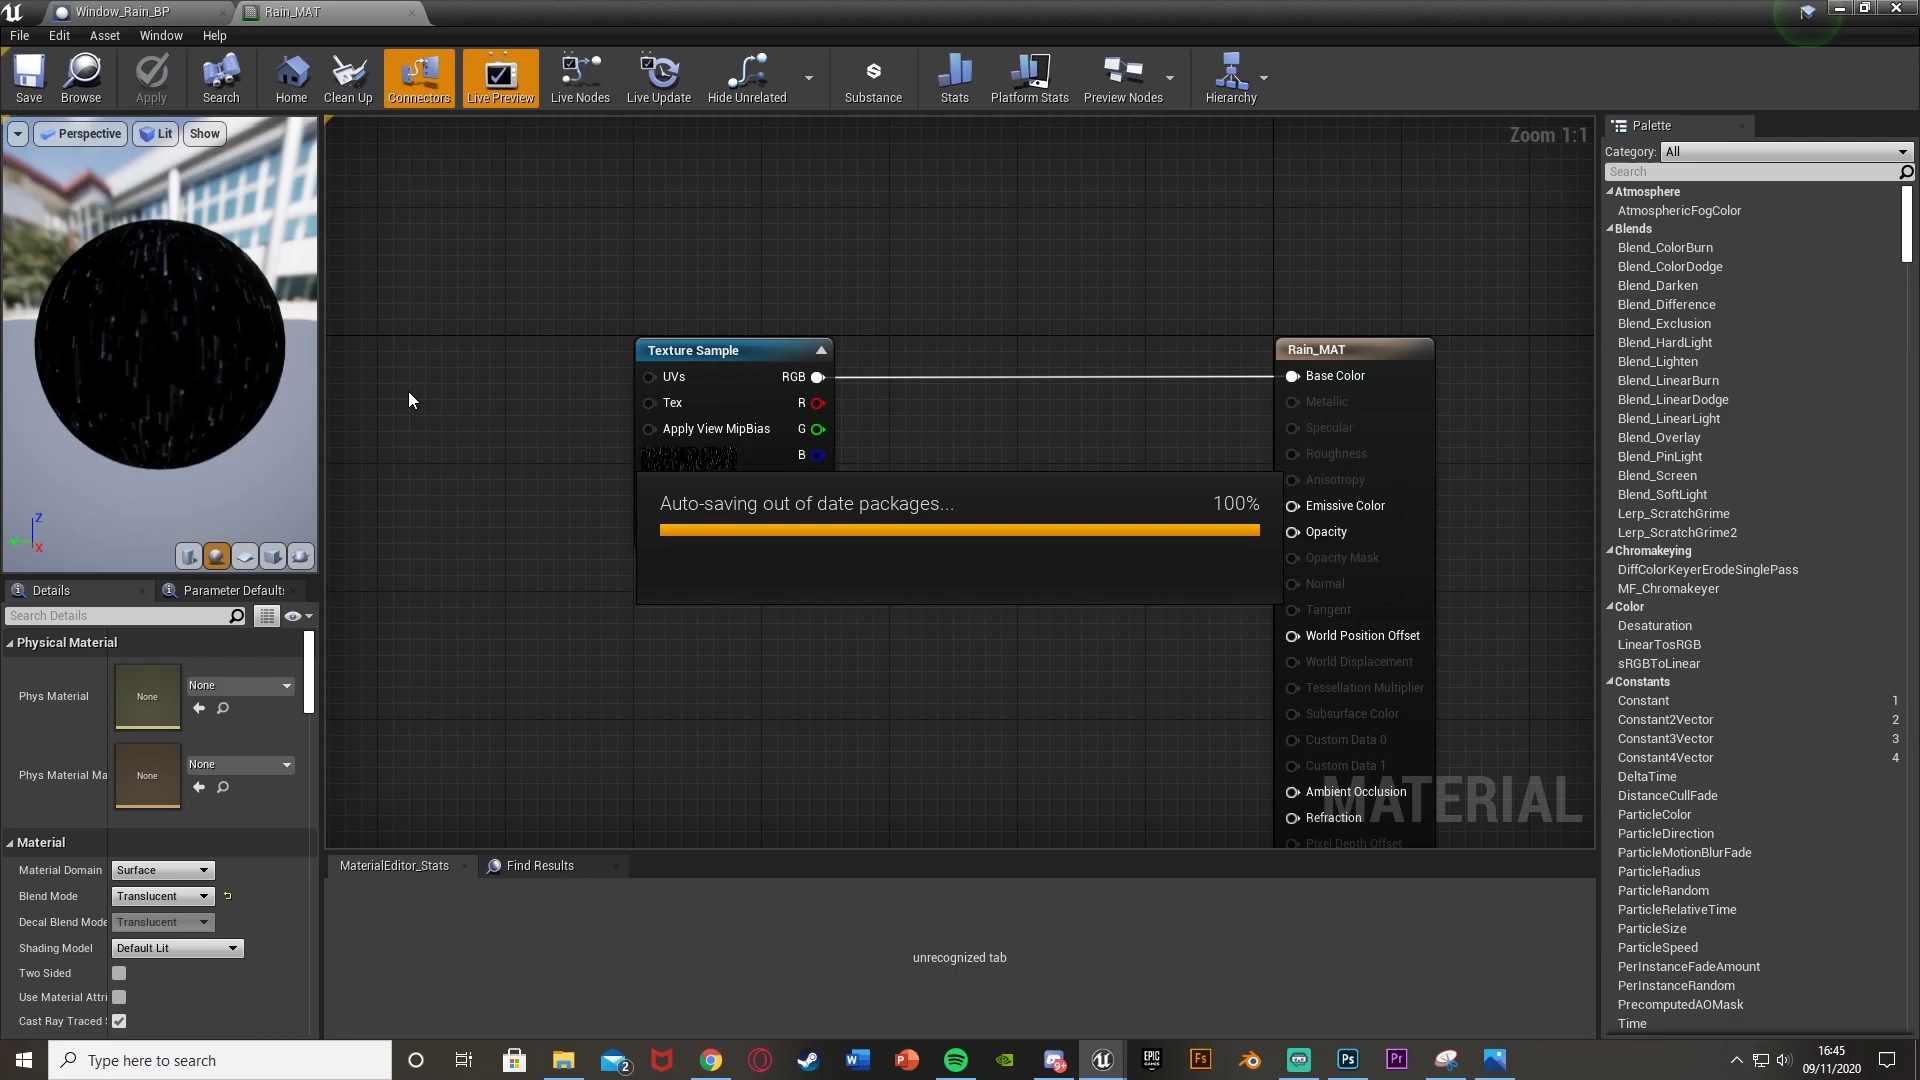 Window_Rain_BP
Rain_MAT
File Edit Asset Window Help
Save Browse Apply Search Home Clean Up Connectors Live Preview Live Nodes Live Update Hide Unrelated Substance Stats Platform Stats Preview Nodes Hierarchy
Perspective Lit Show
Zoom 1:1
Texture Sample
UVs RGB
Tex R
Apply View MipBias G
B
Auto-saving out of date packages... 100%
Rain_MAT
Base Color
Metallic
Specular
Roughness
Anisotropy
Emissive Color
Opacity
Opacity Mask
Normal
Tangent
World Position Offset
World Displacement
Tessellation Multiplier
Subsurface Color
Custom Data 0
Custom Data 1
Ambient Occlusion
Refraction
Pixel Depth Offset
MATERIAL
Z
X
Details
Parameter Defaults
Search Details
Physical Material
Phys Material None None
Phys Material Ma None None
Material
Material Domain Surface
Blend Mode Translucent
Decal Blend Mode Translucent
Shading Model Default Lit
Two Sided
Use Material Attri
Cast Ray Traced
MaterialEditor_Stats
Find Results
unrecognized tab
Palette
Category: All
Search
Atmosphere
AtmosphericFogColor
Blends
Blend_ColorBurn
Blend_ColorDodge
Blend_Darken
Blend_Difference
Blend_Exclusion
Blend_HardLight
Blend_Lighten
Blend_LinearBurn
Blend_LinearDodge
Blend_LinearLight
Blend_Overlay
Blend_PinLight
Blend_Screen
Blend_SoftLight
Lerp_ScratchGrime
Lerp_ScratchGrime2
Chromakeying
DiffColorKeyerErodeSinglePass
MF_Chromakeyer
Color
Desaturation
LinearTosRGB
sRGBToLinear
Constants
Constant 1
Constant2Vector 2
Constant3Vector 3
Constant4Vector 4
DeltaTime
DistanceCullFade
ParticleColor
ParticleDirection
ParticleMotionBlurFade
ParticleRadius
ParticleRandom
ParticleRelativeTime
ParticleSize
ParticleSpeed
PerInstanceFadeAmount
PerInstanceRandom
PrecomputedAOMask
Time
Type here to search
2
9+
EPIC GAMES
Fs
Ps
Pr
16:45
09/11/2020